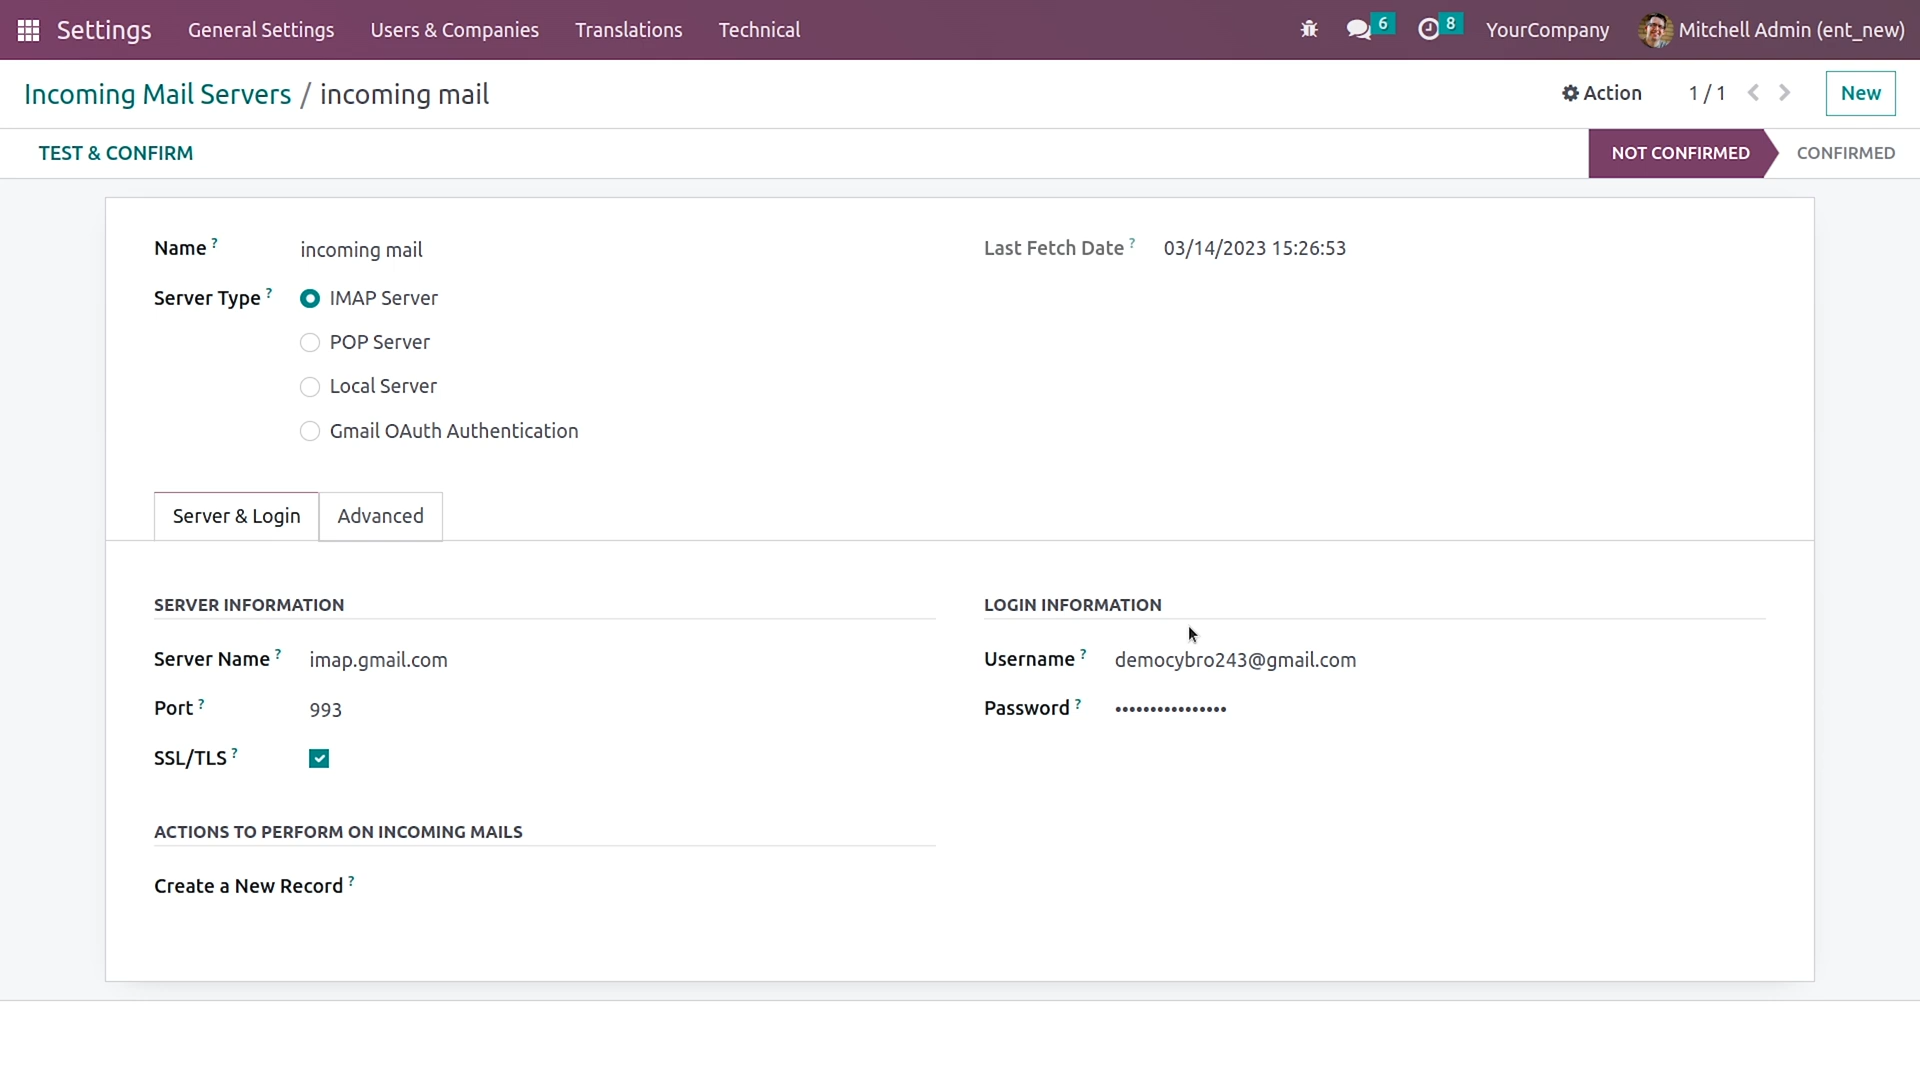 Settings General Settings Users & Companies Translations Technical 6 8 YourCompany Mitchell Admin (ent_new)
Incoming Mail Servers / incoming mail Action 1 / 1 New
TEST & CONFIRM NOT CONFIRMED CONFIRMED
Name ? incoming mail Last Fetch Date ? 03/14/2023 15:26:53
Server Type ? IMAP Server
POP Server
Local Server
Gmail OAuth Authentication
Server & Login Advanced
SERVER INFORMATION LOGIN INFORMATION
Server Name ? imap.gmail.com Username ? democybro243@gmail.com
Port ? 993 Password ? ••••••••••••••••
SSL/TLS ?
ACTIONS TO PERFORM ON INCOMING MAILS
Create a New Record ?